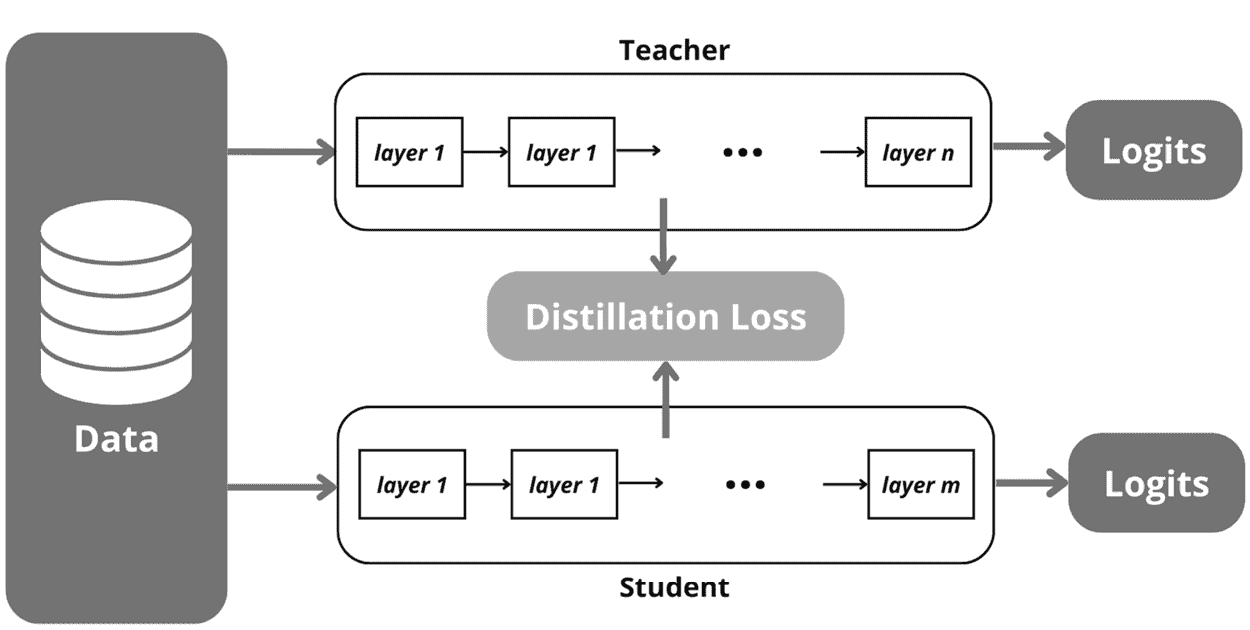 Teacher
layer 1
layer 1
...
layer n
Logits
Distillation Loss
Data
layer 1
layer 1
...
layer m
Logits
Student